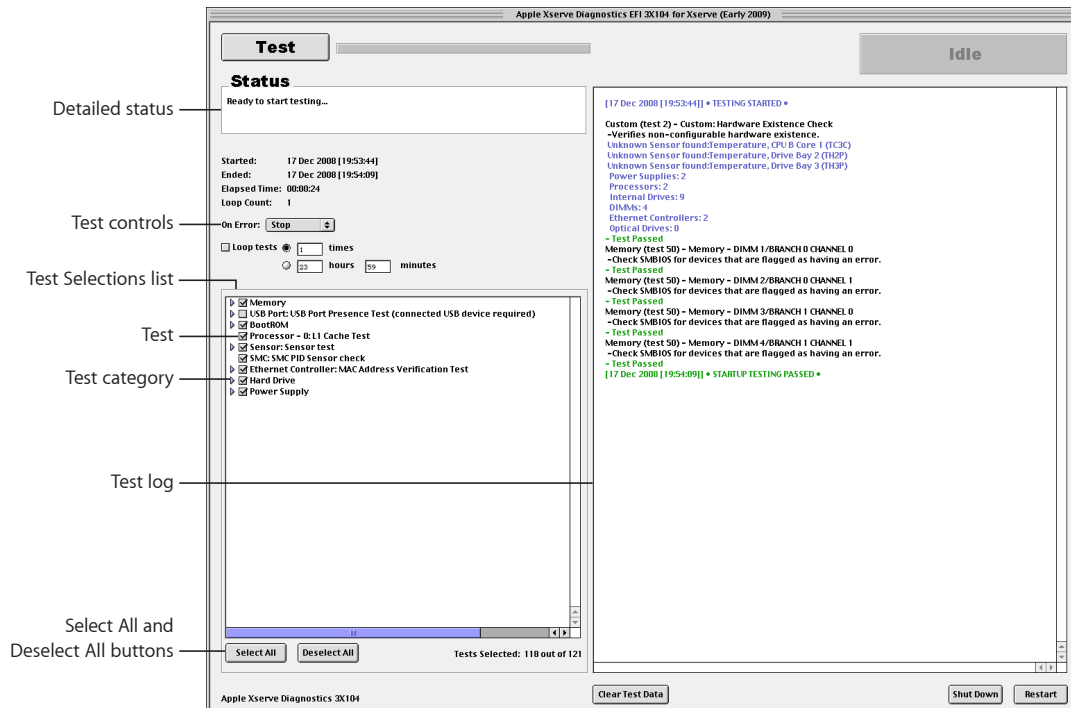 Apple Xserve Diagnostics EFI 3X104 for Xserve (Early 2009)
Test
Idle
Status
Detailed status
Ready to start testing...
Started: 17 Dec 2008 [19:53:44]
Ended: 17 Dec 2008 [19:54:09]
Elapsed Time: 00:00:24
Loop Count: 1
Test controls
On Error: Stop
Loop tests 1 times
23 hours 59 minutes
Test Selections list
Memory
USB Port: USB Port Presence Test (connected USB device required)
BootROM
Test
Processor - 0: L1 Cache Test
Sensor: Sensor test
SMC: SMC PID Sensor check
Ethernet Controller: MAC Address Verification Test
Test category
Hard Drive
Power Supply
Test log
Select All and
Deselect All buttons
Select All
Deselect All
Tests Selected: 118 out of 121
Apple Xserve Diagnostics 3X104
[17 Dec 2008 [19:53:44]] • TESTING STARTED •
Custom (test 2) - Custom: Hardware Existence Check
-Verifies non-configurable hardware existence.
Unknown Sensor found:Temperature, CPU B Core 1 (TC3C)
Unknown Sensor found:Temperature, Drive Bay 2 (TH2P)
Unknown Sensor found:Temperature, Drive Bay 3 (TH3P)
Power Supplies: 2
Processors: 2
Internal Drives: 9
DIMMs: 4
Ethernet Controllers: 2
Optical Drives: 0
- Test Passed
Memory (test 50) - Memory - DIMM 1/BRANCH 0 CHANNEL 0
-Check SMBIOS for devices that are flagged as having an error.
- Test Passed
Memory (test 50) - Memory - DIMM 2/BRANCH 0 CHANNEL 1
-Check SMBIOS for devices that are flagged as having an error.
- Test Passed
Memory (test 50) - Memory - DIMM 3/BRANCH 1 CHANNEL 0
-Check SMBIOS for devices that are flagged as having an error.
- Test Passed
Memory (test 50) - Memory - DIMM 4/BRANCH 1 CHANNEL 1
-Check SMBIOS for devices that are flagged as having an error.
- Test Passed
[17 Dec 2008 [19:54:09]] • STARTUP TESTING PASSED •
Clear Test Data
Shut Down
Restart